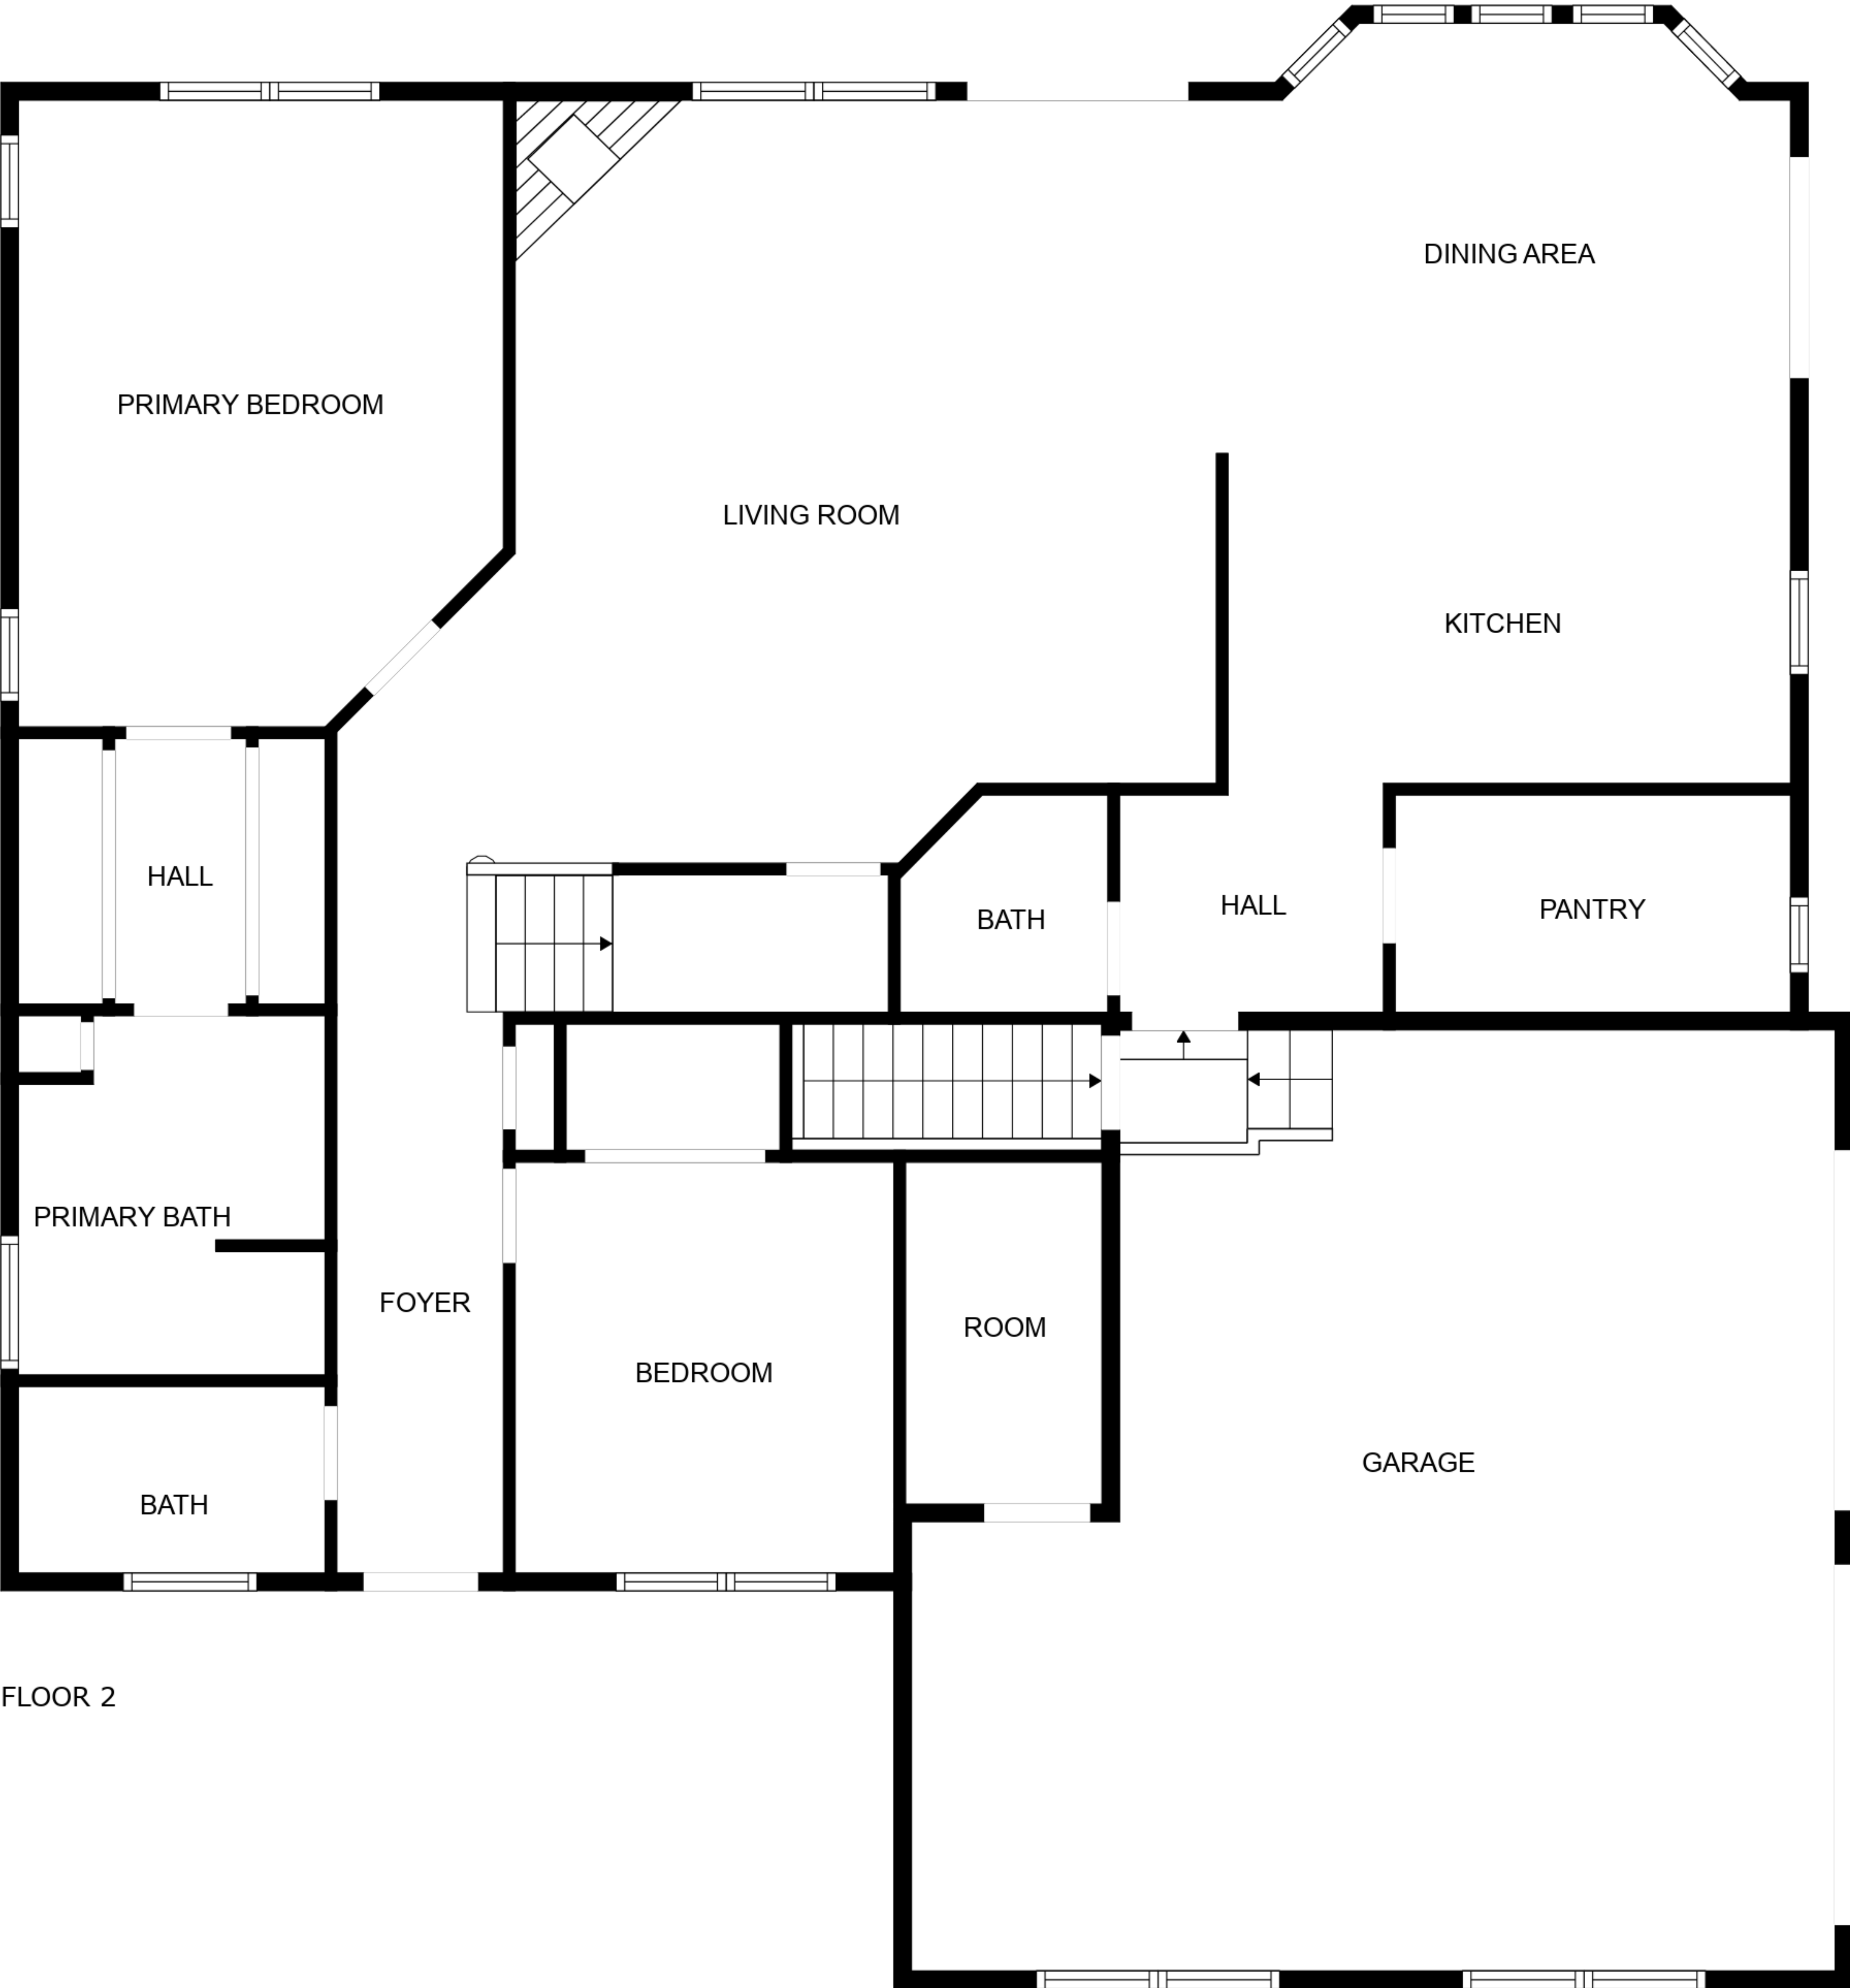 DINING AREA
PRIMARY BEDROOM
LIVING ROOM
KITCHEN
HALL
BATH
HALL
PANTRY
PRIMARY BATH
FOYER
ROOM
BEDROOM
GARAGE
BATH
FLOOR 2